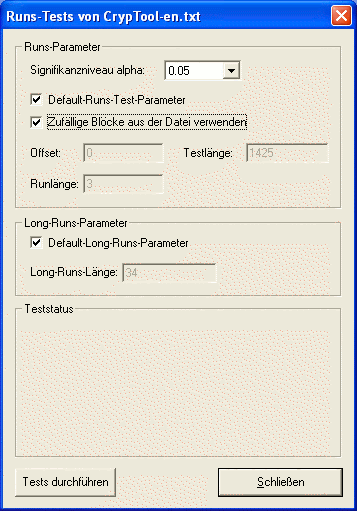 Runs-Tests von CrypTool-en.txt
Runs-Parameter
Signifikanzniveau alpha: 0.05
Default-Runs-Test-Parameter
Zufällige Blöcke aus der Datei verwenden
Offset: 0 Testlänge: 1425
Runlänge: 3
Long-Runs-Parameter
Default-Long-Runs-Parameter
Long-Runs-Länge: 34
Teststatus
Tests durchführen Schließen